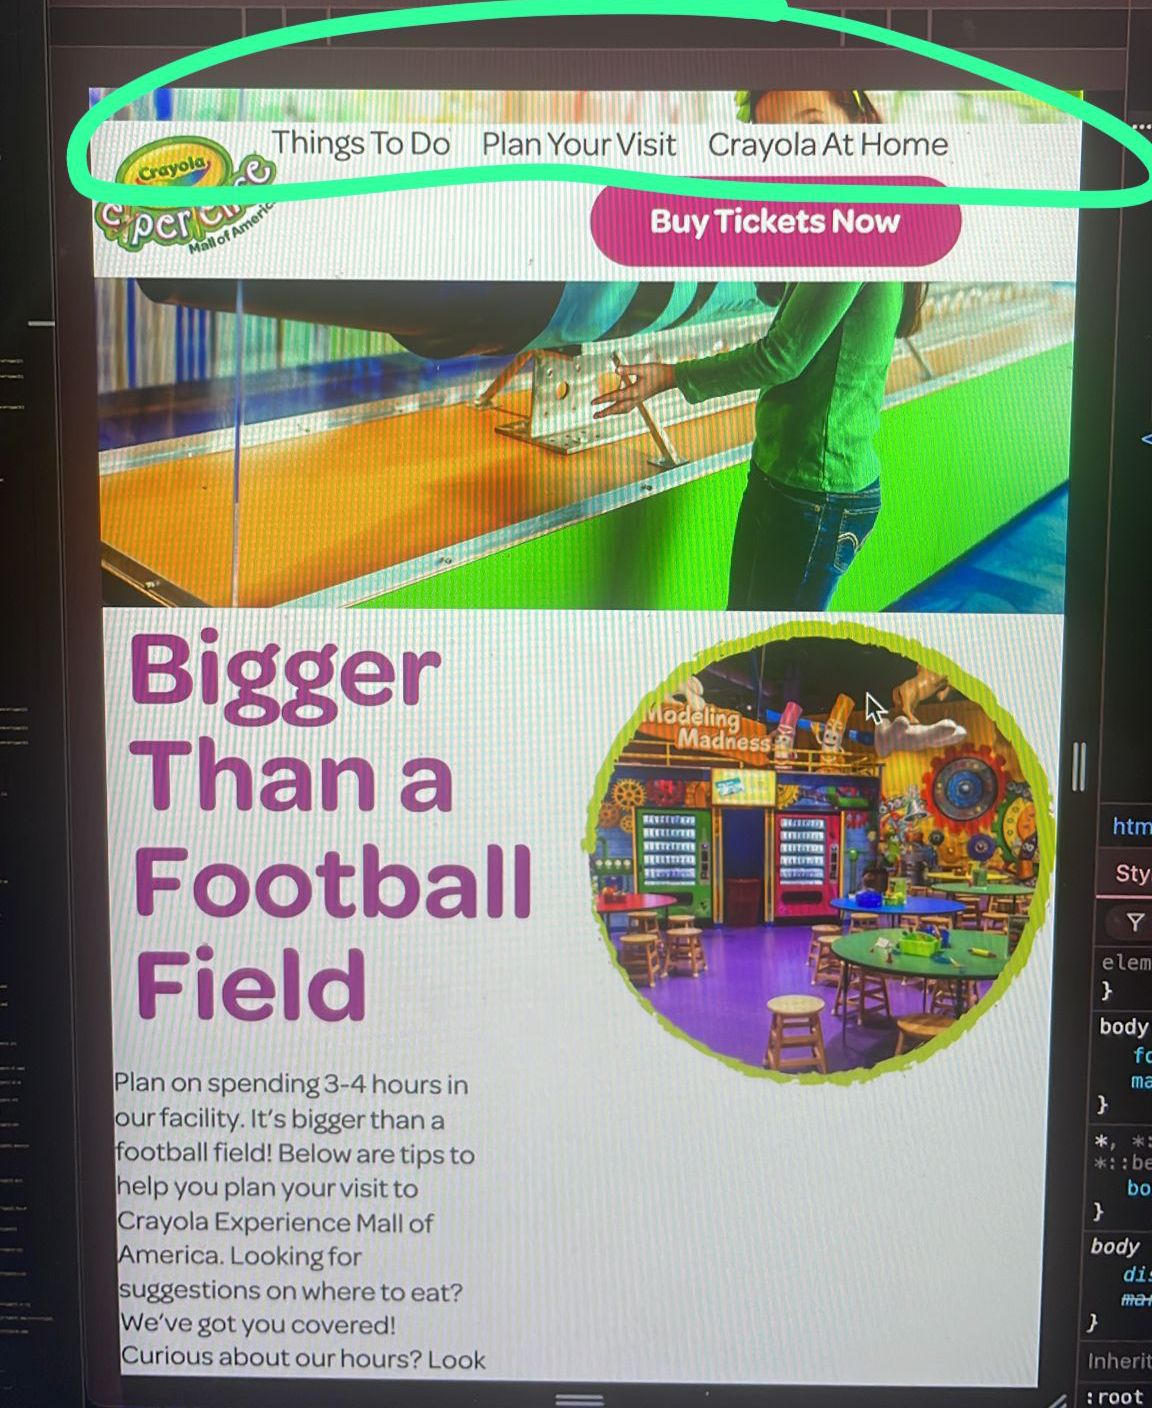 Things To Do Plan Your Visit Crayola At Home
Crayola
experience
Mall of America
Buy Tickets Now
Bigger
Than a
Football
Field
Modeling
Madness
Plan on spending 3-4 hours in
our facility. It's bigger than a
football field! Below are tips to
help you plan your visit to
Crayola Experience Mall of
America. Looking for
suggestions on where to eat?
We've got you covered!
Curious about our hours? Look
<
htm
Sty
elem
}
body
fo
ma
}
*, *:
*::be
bo
}
body
dis
mar
}
Inherit
:root